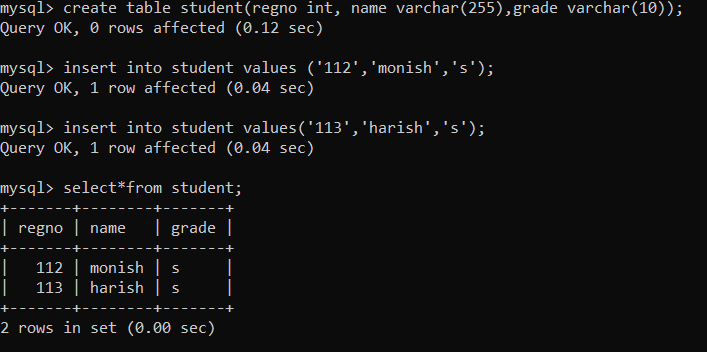 mysql> create table student(regno int, name varchar(255),grade varchar(10));
Query OK, 0 rows affected (0.12 sec)
mysql> insert into student values ('112','monish','s');
Query OK, 1 row affected (0.04 sec)
mysql> insert into student values('113','harish','s');
Query OK, 1 row affected (0.04 sec)
mysql> select*from student;
+-------+--------+-------+
| regno | name   | grade |
+-------+--------+-------+
|   112 | monish | s     |
|   113 | harish | s     |
+-------+--------+-------+
2 rows in set (0.00 sec)